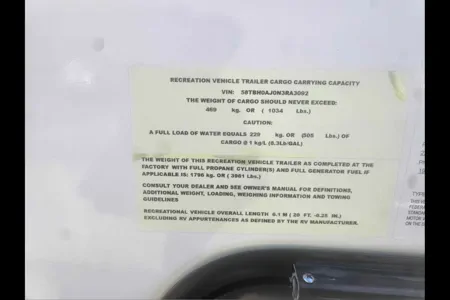 RECREATION VEHICLE TRAILER CARGO CARRYING CAPACITY
VIN: 58TBH0AJ0N3RA3092
THE WEIGHT OF CARGO SHOULD NEVER EXCEED:
469 kg. OR ( 1034 Lbs.)
CAUTION:
A FULL LOAD OF WATER EQUALS 229 kg. OR (505 Lbs.) OF
CARGO @ 1 kg/L (8.3Lb/GAL)
THE WEIGHT OF THIS RECREATION VEHICLE TRAILER AS COMPLETED AT THE
FACTORY WITH FULL PROPANE CYLINDER(S) AND FULL GENERATOR FUEL IF
APPLICABLE IS: 1796 kg. OR ( 3961 Lbs.)
CONSULT YOUR DEALER AND SEE OWNER'S MANUAL FOR DEFINITIONS,
ADDITIONAL WEIGHT, LOADING, WEIGHING INFORMATION AND TOWING
GUIDELINES
RECREATIONAL VEHICLE OVERALL LENGTH 6.1 M ( 20 FT. -0.25 IN.)
EXCLUDING RV APPURTENANCES AS DEFINED BY THE RV MANUFACTURER.